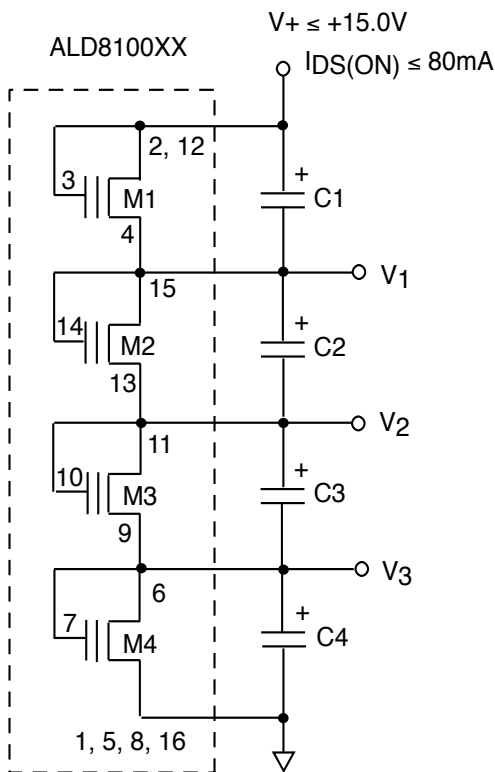 V+ ≤ +15.0V
ALD8100XX
IDS(ON) ≤ 80mA
2, 12
3
M1
+
C1
4
15
V1
14
M2
+
C2
13
11
V2
10
M3
+
C3
9
6
V3
7
M4
+
C4
1, 5, 8, 16